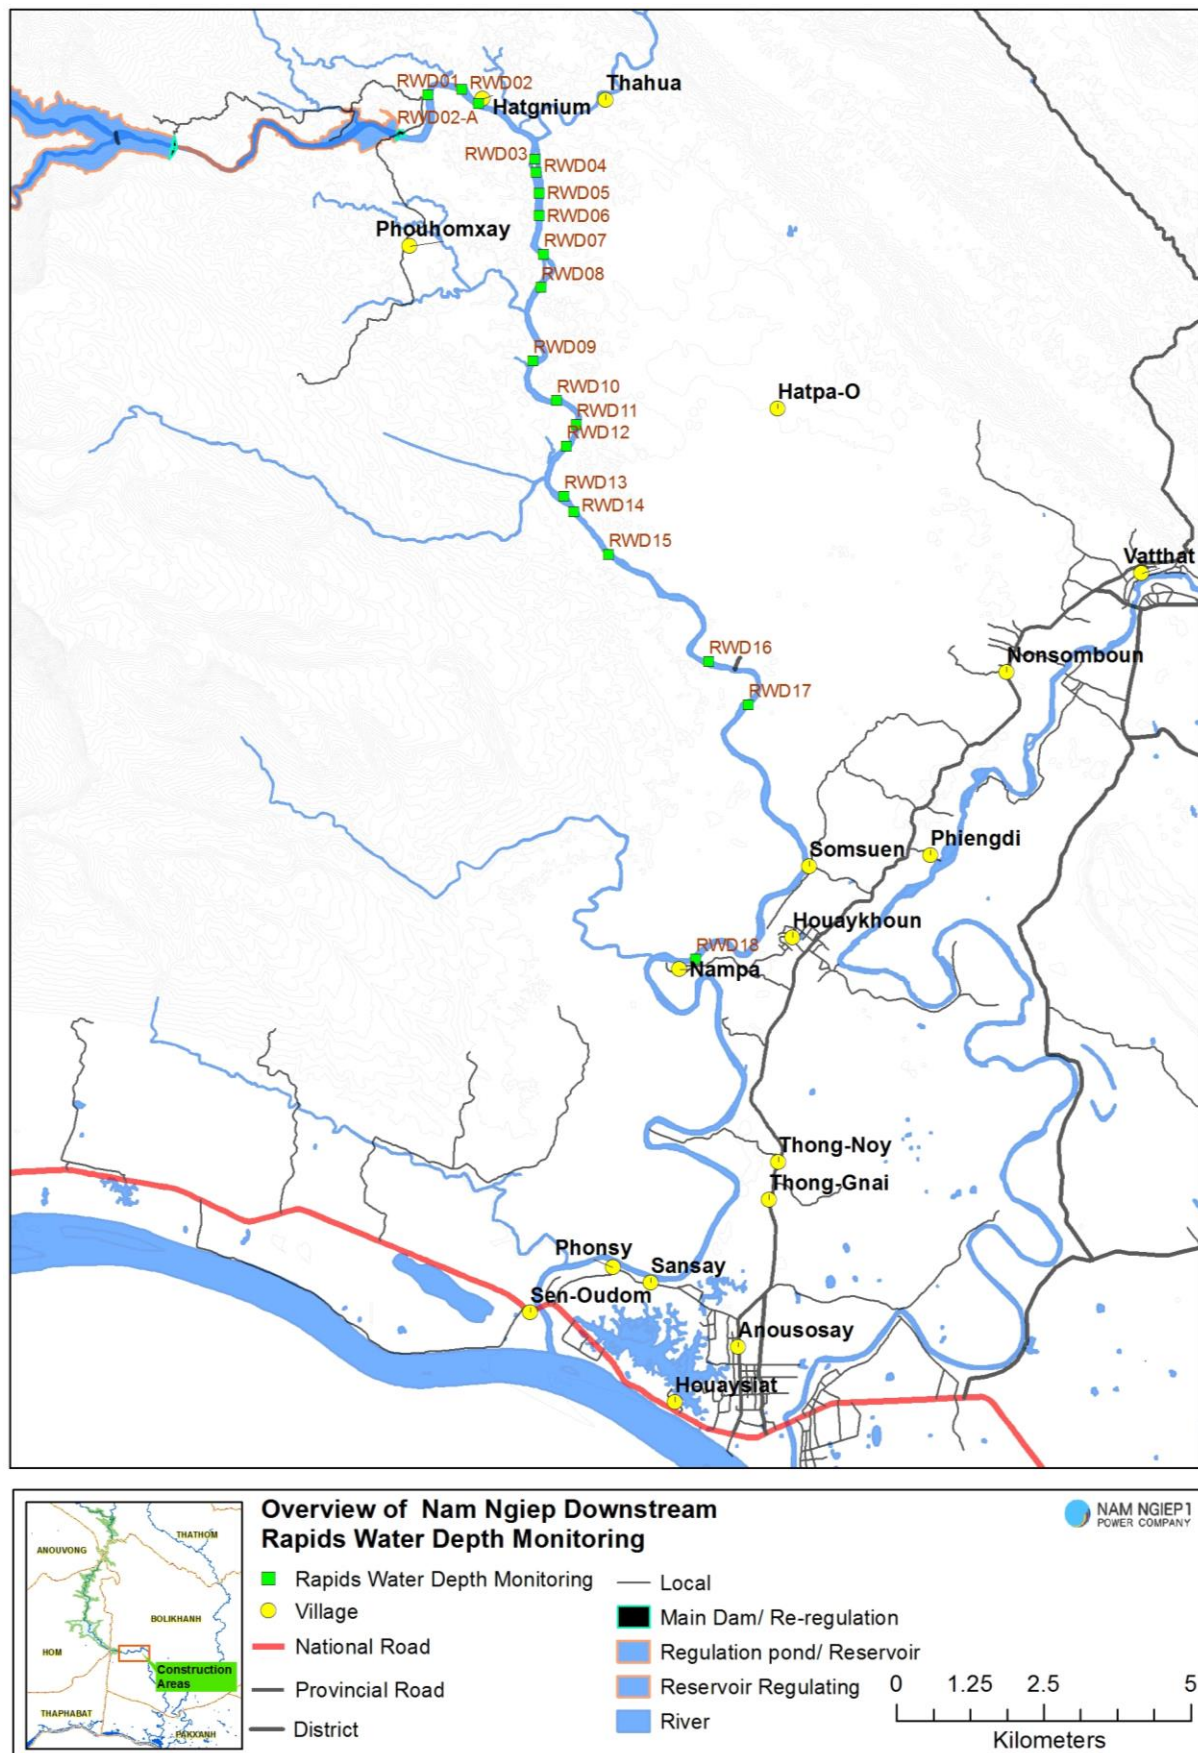 RWD01
RWD02
Thahua
Hatgnium
RWD02-A
RWD03
RWD04
RWD05
RWD06
Phouhomxay
RWD07
RWD08
RWD09
Hatpa-O
RWD10
RWD11
RWD12
RWD13
RWD14
RWD15
Vatthat
RWD16
Nonsomboun
RWD17
Somsuen
Phiengdi
Houaykhoun
RWD18
Nampa
Thong-Noy
Thong-Gnai
Phonsy
Sansay
Sen-Oudom
Anousosay
Houaysiat
THATHOM
ANOUVONG
BOLIKHANH
HOM
Construction
Areas
THAPHABAT
PAKXANH
Overview of Nam Ngiep Downstream
Rapids Water Depth Monitoring
NAM NGIEP1
POWER COMPANY
Rapids Water Depth Monitoring
Village
National Road
Provincial Road
District
Local
Main Dam/ Re-regulation
Regulation pond/ Reservoir
Reservoir Regulating
River
0 1.25 2.5 5
Kilometers